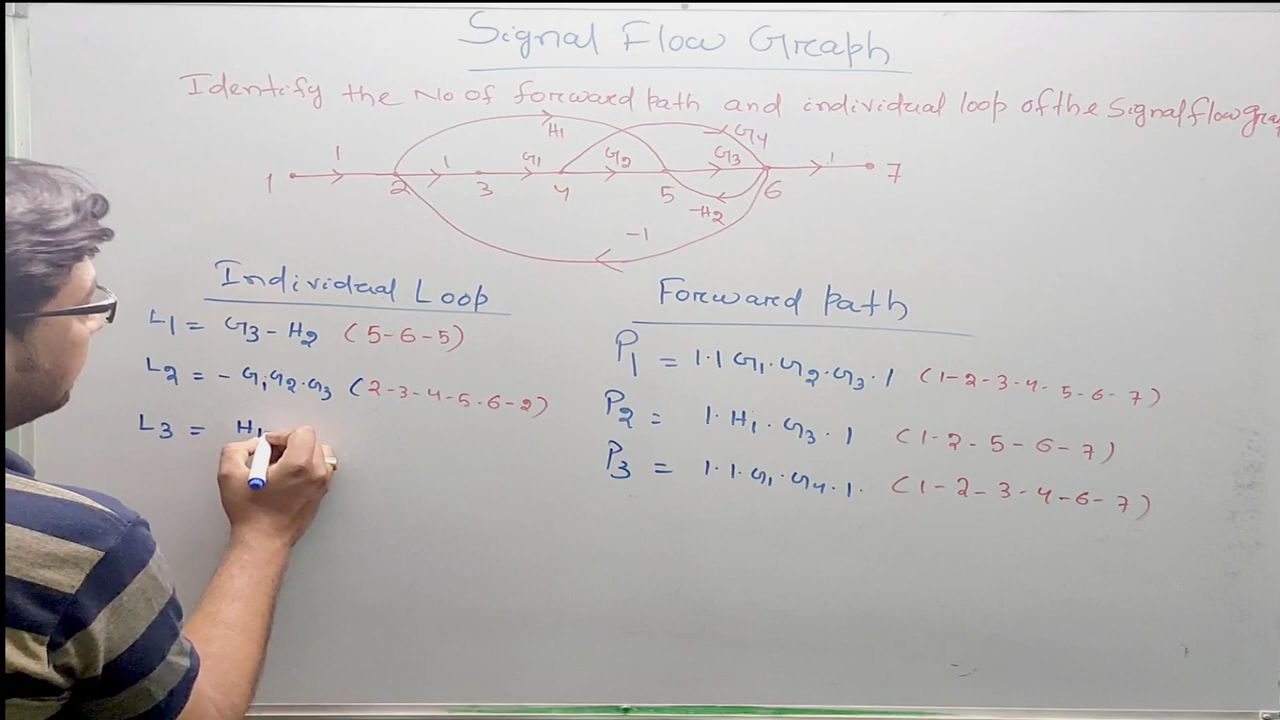 Signal Flow Graph
Identify the No of forward path and individual loop of the Signal flow gra
H1 G4
1 1 G1 G2 G3 1
1 2 3 4 5 6 7
-H2
-1
Individual Loop
L1 = G3 - H2 (5-6-5)
L2 = - G1 G2 . G3 (2-3-4-5-6-2)
L3 = H1
Forward path
P1 = 1.1 G1. G2. G3. 1 (1-2-3-4-5-6-7)
P2 = 1. H1. G3. 1 (1-2-5-6-7)
P3 = 1.1. G1. G4. 1. (1-2-3-4-6-7)